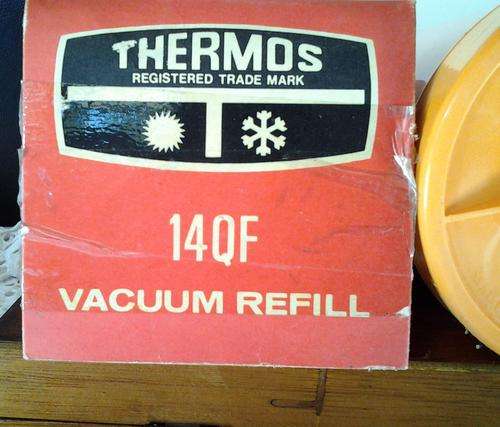 THERMOS
REGISTERED TRADE MARK
14QF
VACUUM REFILL